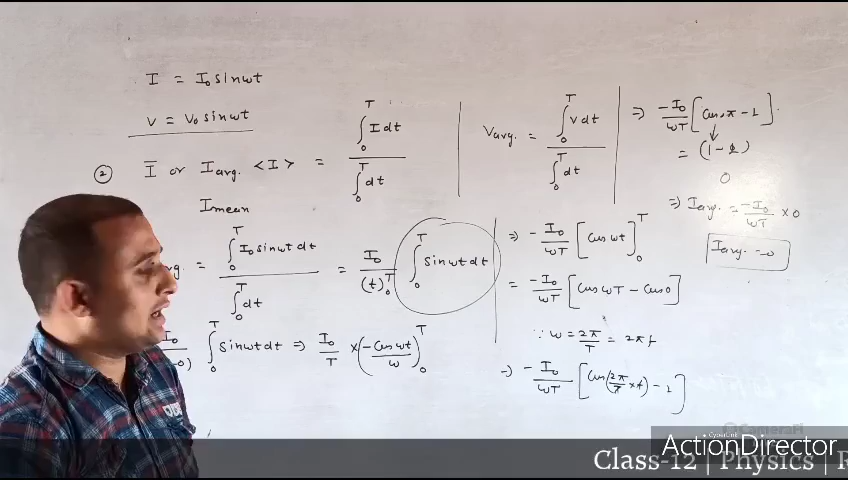 I = I₀ sinωt
V = V₀ sinωt
② Ī or Iavg. <I> = ∫₀ᵀ I dt / ∫₀ᵀ dt
Imean
avg. = ∫₀ᵀ I₀ sinωt dt / ∫₀ᵀ dt = I₀ / (t)₀ᵀ ∫₀ᵀ sinωt dt
∫₀ᵀ sinωt dt ⇒ I₀/T × (-cosωt / ω)₀ᵀ
Vavg. = ∫₀ᵀ V dt / ∫₀ᵀ dt
⇒ -I₀/ωT [cosωt]₀ᵀ
= -I₀/ωT [cosωT - cos0]
∵ ω = 2π/T = 2πf
⇒ -I₀/ωT [cos(2π/T × t) - 1]
⇒ -I₀/ωT [cos π - 1]
= (1 - 1)
0
⇒ Iavg. = -I₀/ωT × 0
Iavg. = 0
CyberLink
ActionDirector
Class-12 | Physics |